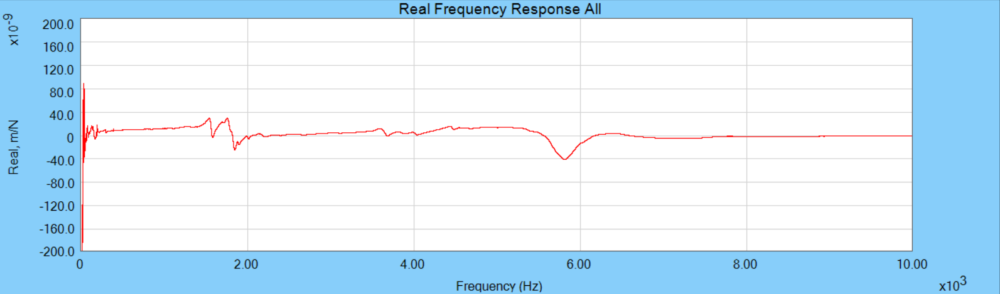 Real Frequency Response All
x10-9
200.0
160.0
120.0
80.0
40.0
0
-40.0
-80.0
-120.0
-160.0
-200.0
Real, m/N
0 2.00 4.00 6.00 8.00 10.00
Frequency (Hz)
x103